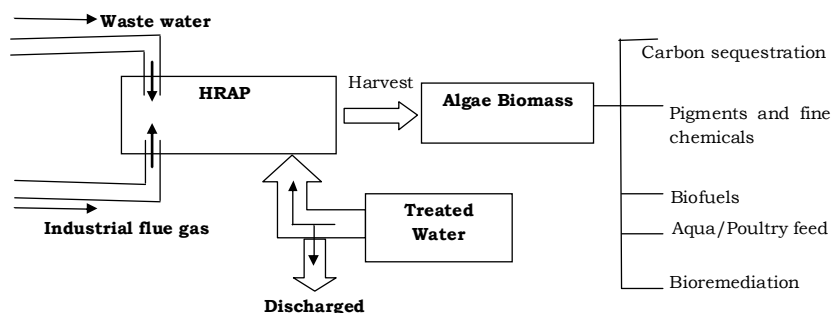 Waste water
HRAP
Harvest
Algae Biomass
Carbon sequestration
Pigments and fine
chemicals
Biofuels
Aqua/Poultry feed
Bioremediation
Industrial flue gas
Treated
Water
Discharged